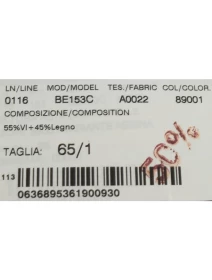 LN/LINE MOD/MODEL TES./FABRIC COL/COLOR.
0116 BE153C A0022 89001
COMPOSIZIONE/COMPOSITION
55%VI+45%Legno
TAGLIA: 65/1
50%
113
0636895361900930